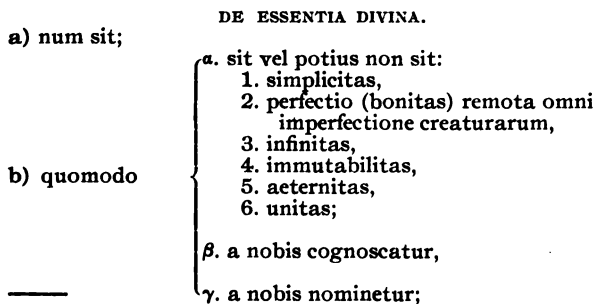 DE ESSENTIA DIVINA.
a) num sit;
α. sit vel potius non sit:
1. simplicitas,
2. perfectio (bonitas) remota omni
imperfectione creaturarum,
3. infinitas,
4. immutabilitas,
b) quomodo
5. aeternitas,
6. unitas;
β. a nobis cognoscatur,
γ. a nobis nominetur;